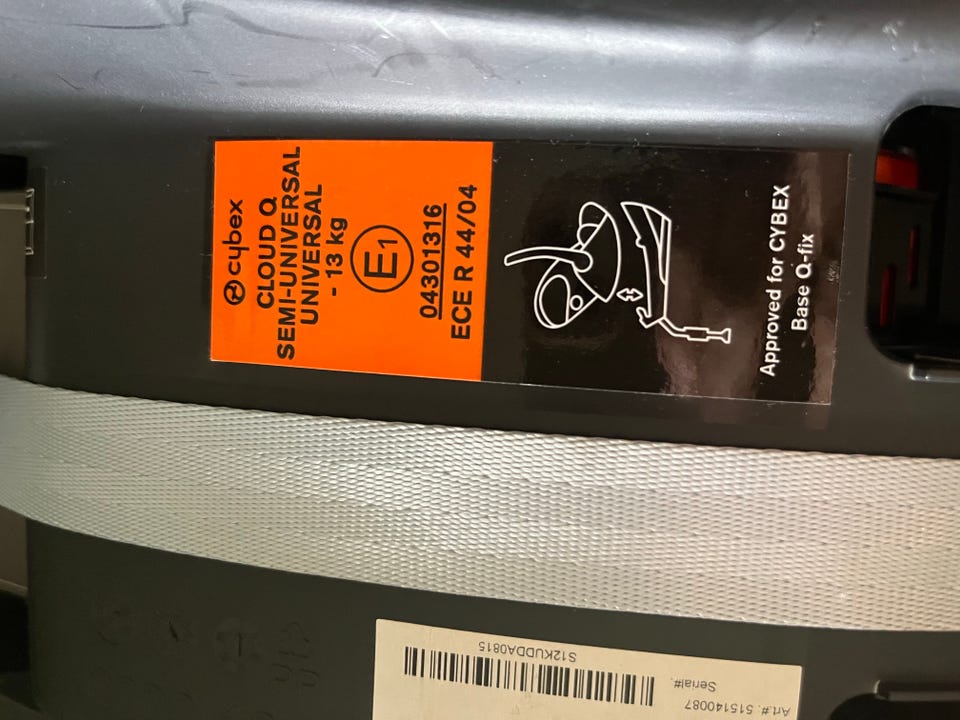 cybex
CLOUD Q
SEMI-UNIVERSAL
UNIVERSAL
- 13 kg
E1
04301316
ECE R 44/04
Approved for CYBEX
Base Q-fix
Art.#. 515140087
Serial#.
S12KUDDA0815